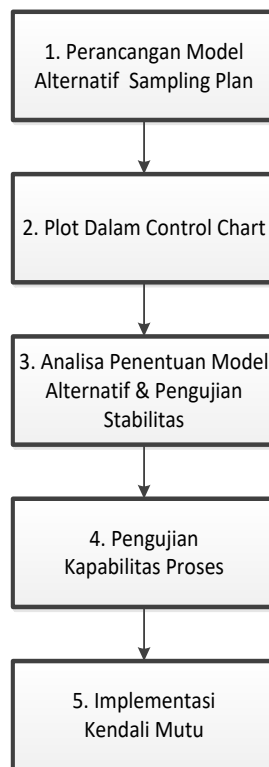 1. Perancangan Model
Alternatif Sampling Plan
2. Plot Dalam Control Chart
3. Analisa Penentuan Model
Alternatif & Pengujian
Stabilitas
4. Pengujian
Kapabilitas Proses
5. Implementasi
Kendali Mutu